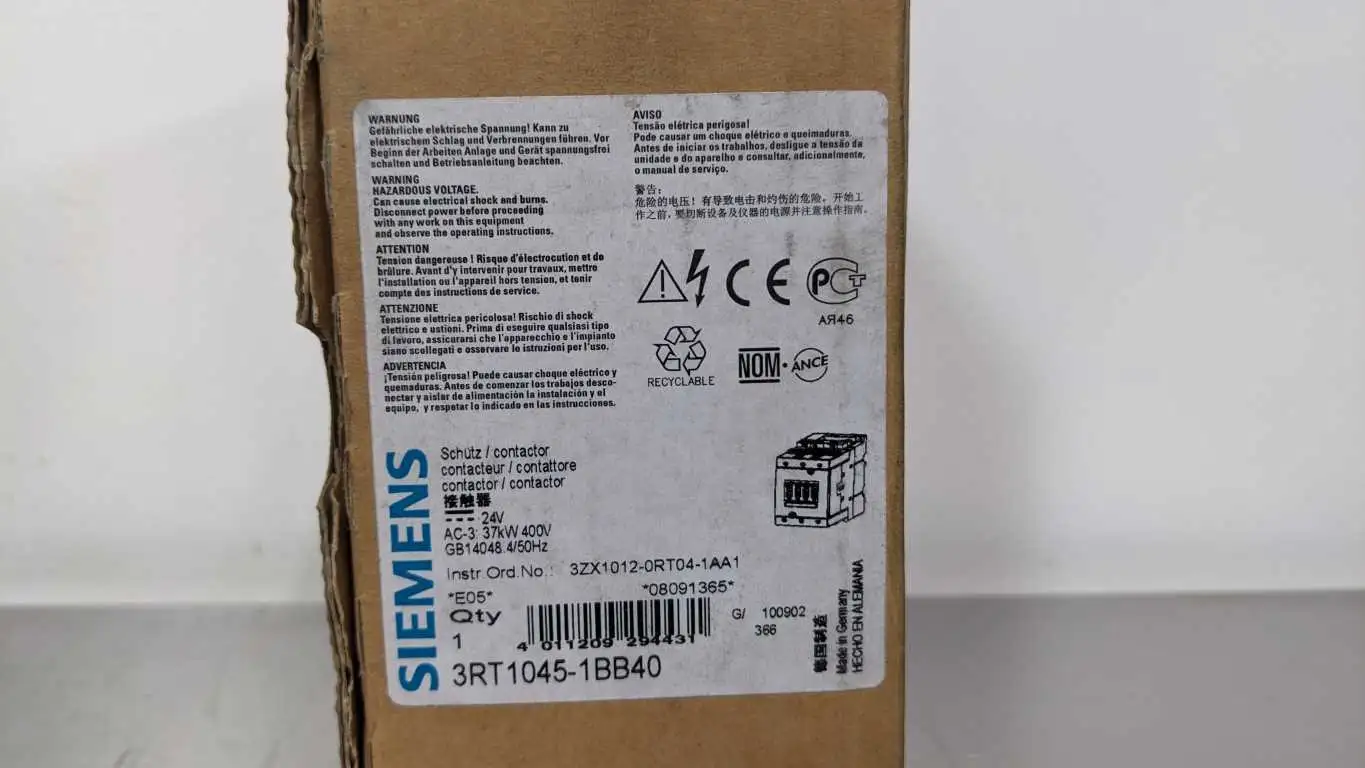 WARNUNG
Gefährliche elektrische Spannung! Kann zu
elektrischem Schlag und Verbrennungen führen. Vor
Beginn der Arbeiten Anlage und Gerät spannungsfrei
schalten und Betriebsanleitung beachten.
WARNING
HAZARDOUS VOLTAGE.
Can cause electrical shock and burns.
Disconnect power before proceeding
with any work on this equipment
and observe the operating instructions.
ATTENTION
Tension dangereuse ! Risque d'électrocution et de
brûlure. Avant d'y intervenir pour travaux, mettre
l'installation ou l'appareil hors tension, et tenir
compte des instructions de service.
ATTENZIONE
Tensione elettrica pericolosa! Rischio di shock
elettrico e ustioni. Prima di eseguire qualsiasi tipo
di lavoro, assicurarsi che l'apparecchio e l'impianto
siano scollegati e osservare le istruzioni per l'uso.
ADVERTENCIA
¡Tensión peligrosa! Puede causar choque eléctrico y
quemaduras. Antes de comenzar los trabajos desco-
nectar y aislar de alimentación la instalación y el
equipo, y respetar lo indicado en las instrucciones.
AVISO
Tensão elétrica perigosa!
Pode causar um choque elétrico e queimaduras.
Antes de iniciar os trabalhos, desligue a tensão da
unidade e do aparelho e consultar, adicionalmente,
o manual de serviço.
警告:
危险的电压! 有导致电击和灼伤的危险。开始工
作之前, 要切断设备及仪器的电源并注意操作指南。
CE
PCT
АЯ46
RECYCLABLE
NOM · ANCE
SIEMENS
Schütz / contactor
contacteur / contattore
contactor / contactor
接触器
24V
AC-3: 37kW 400V
GB14048.4/50Hz
Instr.Ord.No.: 3ZX1012-0RT04-1AA1
*E05* *08091365*
Qty
1
4 011209 294431
G/ 100902
366
3RT1045-1BB40
德国制造
Made in Germany
HECHO EN ALEMANIA